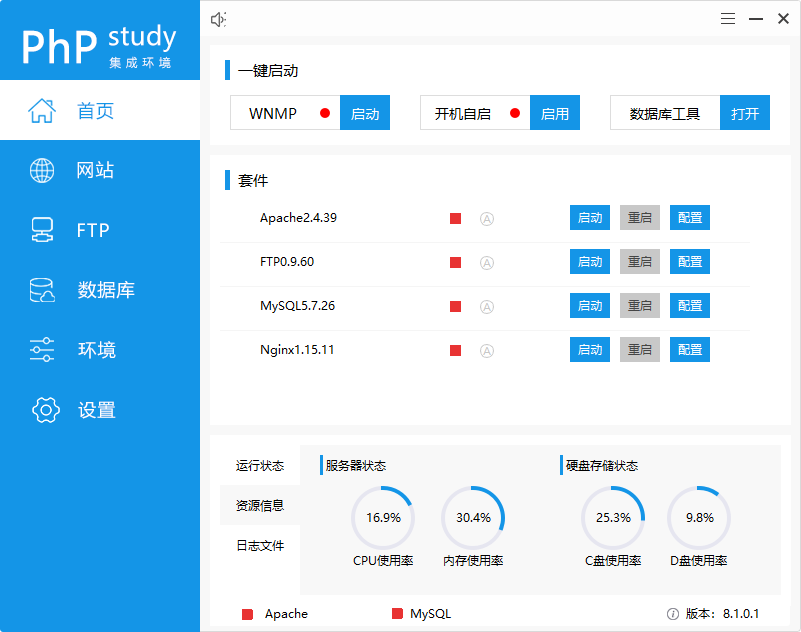 PhP study
集成环境
首页
网站
FTP
数据库
环境
设置
一键启动
WNMP 启动 开机自启 启用 数据库工具 打开
套件
Apache2.4.39 A 启动 重启 配置
FTP0.9.60 A 启动 重启 配置
MySQL5.7.26 A 启动 重启 配置
Nginx1.15.11 A 启动 重启 配置
运行状态
资源信息
日志文件
服务器状态 硬盘存储状态
16.9% 30.4% 25.3% 9.8%
CPU使用率 内存使用率 C盘使用率 D盘使用率
Apache MySQL 版本：8.1.0.1